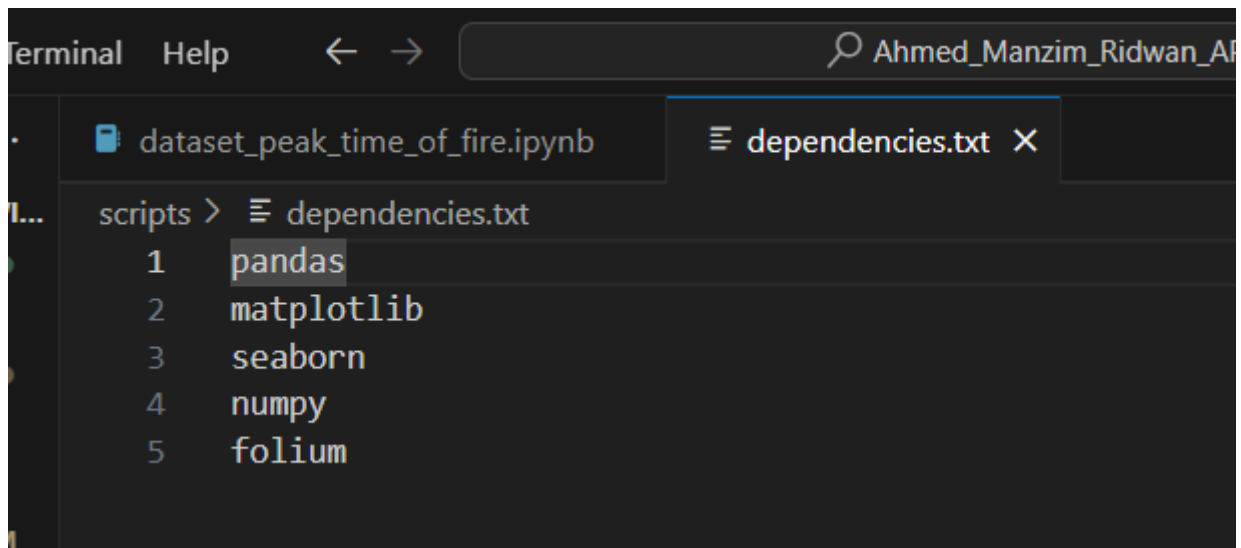 Terminal Help Ahmed_Manzim_Ridwan_
dataset_peak_time_of_fire.ipynb dependencies.txt
scripts > dependencies.txt
1 pandas
2 matplotlib
3 seaborn
4 numpy
5 folium